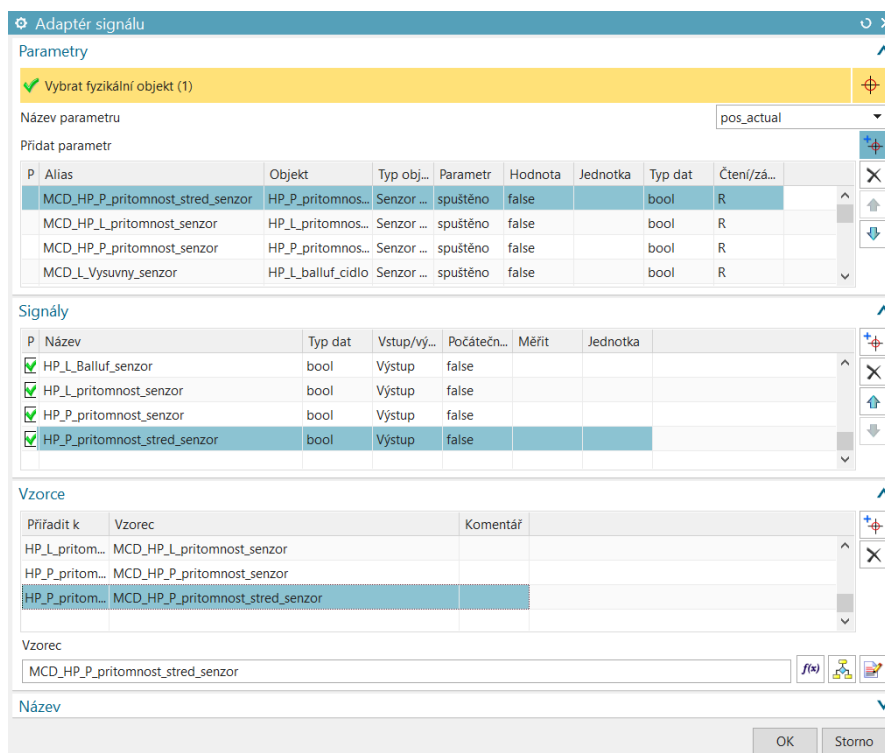 Adaptér signálu
Parametry
Vybrat fyzikální objekt (1)
Název parametru pos_actual
Přidat parametr
P Alias Objekt Typ obj... Parametr Hodnota Jednotka Typ dat Čtení/zá...
MCD_HP_P_pritomnost_stred_senzor HP_P_pritomnos... Senzor ... spuštěno false bool R
MCD_HP_L_pritomnost_senzor HP_L_pritomnos... Senzor ... spuštěno false bool R
MCD_HP_P_pritomnost_senzor HP_P_pritomnos... Senzor ... spuštěno false bool R
MCD_L_Vysuvny_senzor HP_L_balluf_cidlo Senzor ... spuštěno false bool R
Signály
P Název Typ dat Vstup/vý... Počátečn... Měřit Jednotka
HP_L_Balluf_senzor bool Výstup false
HP_L_pritomnost_senzor bool Výstup false
HP_P_pritomnost_senzor bool Výstup false
HP_P_pritomnost_stred_senzor bool Výstup false
Vzorce
Přiřadit k Vzorec Komentář
HP_L_pritom... MCD_HP_L_pritomnost_senzor
HP_P_pritom... MCD_HP_P_pritomnost_senzor
HP_P_pritom... MCD_HP_P_pritomnost_stred_senzor
Vzorec
MCD_HP_P_pritomnost_stred_senzor f(x)
Název
OK Storno